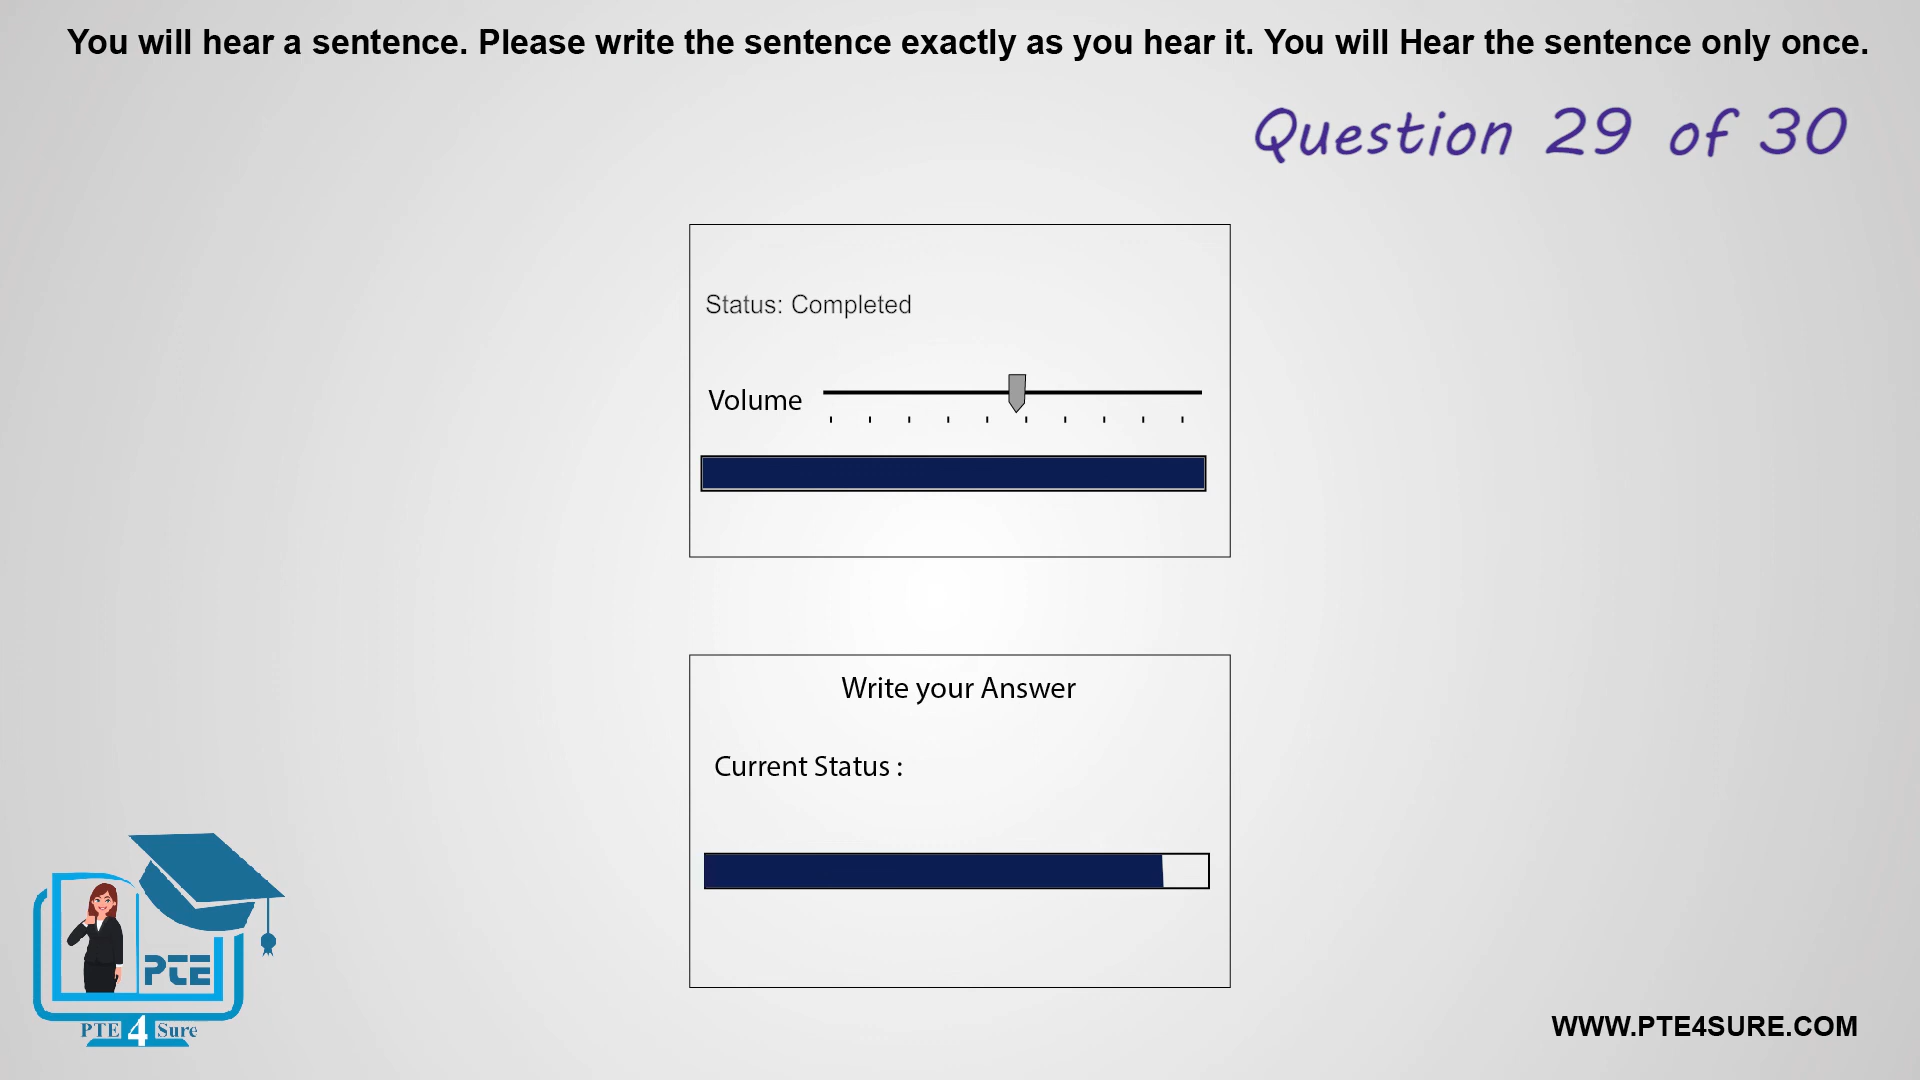 You will hear a sentence. Please write the sentence exactly as you hear it. You will Hear the sentence only once.
Question 29 of 30
Status: Completed
Volume
Write your Answer
Current Status :
PTE
PTE 4 Sure
WWW.PTE4SURE.COM